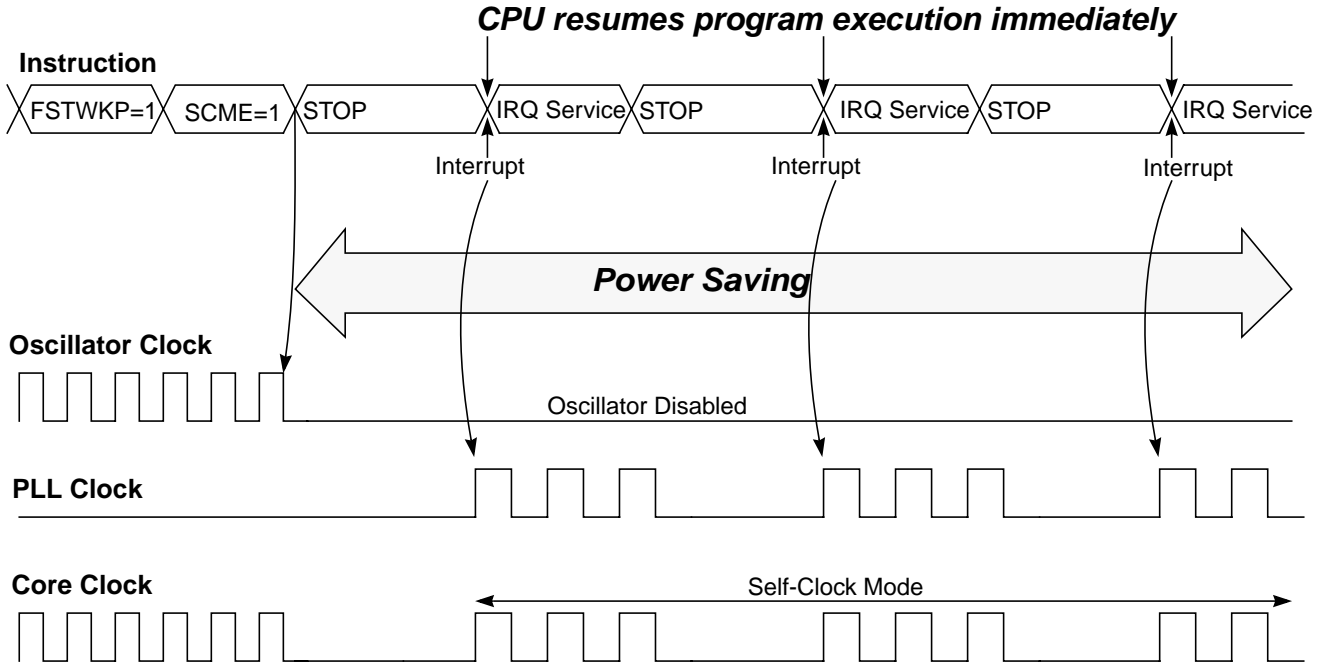 CPU resumes program execution immediately
Instruction
FSTWKP=1
SCME=1
STOP
IRQ Service
STOP
IRQ Service
STOP
IRQ Service
Interrupt
Interrupt
Interrupt
Power Saving
Oscillator Clock
Oscillator Disabled
PLL Clock
Core Clock
Self-Clock Mode